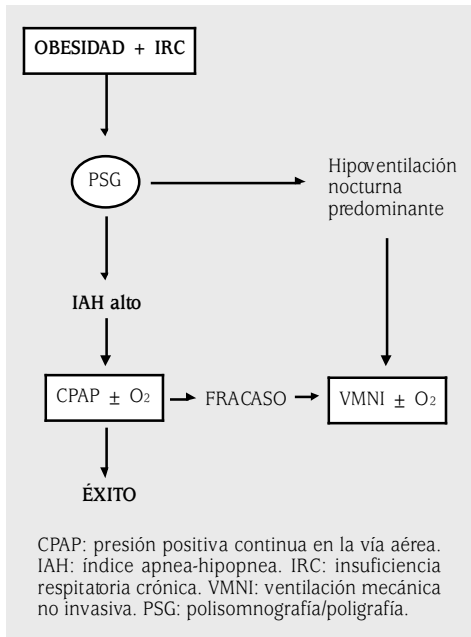 OBESIDAD + IRC
PSG
Hipoventilación
nocturna
predominante
IAH alto
CPAP ± O2
FRACASO
VMNI ± O2
ÉXITO
CPAP: presión positiva continua en la vía aérea.
IAH: índice apnea-hipopnea. IRC: insuficiencia
respitatoria crónica. VMNI: ventilación mecánica
no invasiva. PSG: polisomnografía/poligrafía.